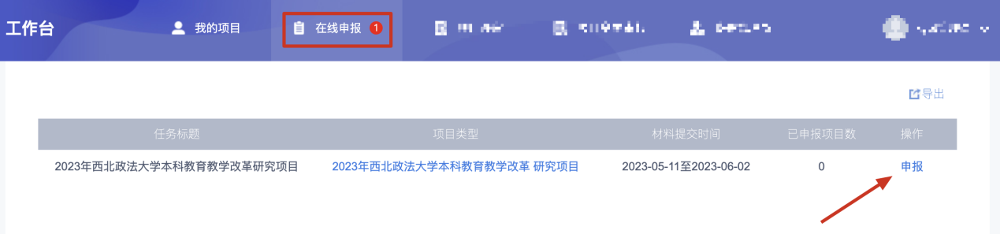 工作台 我的项目 在线申报 1
导出
任务标题 项目类型 材料提交时间 已申报项目数 操作
2023年西北政法大学本科教育教学改革研究项目 2023年西北政法大学本科教育教学改革 研究项目 2023-05-11至2023-06-02 0 申报